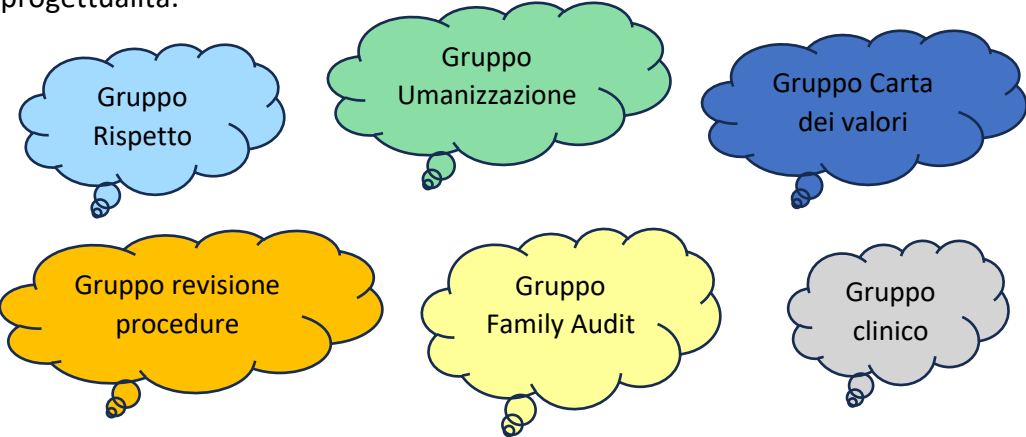 progettualità.
Gruppo
Rispetto
Gruppo
Umanizzazione
Gruppo Carta
dei valori
Gruppo revisione
procedure
Gruppo
Family Audit
Gruppo
clinico